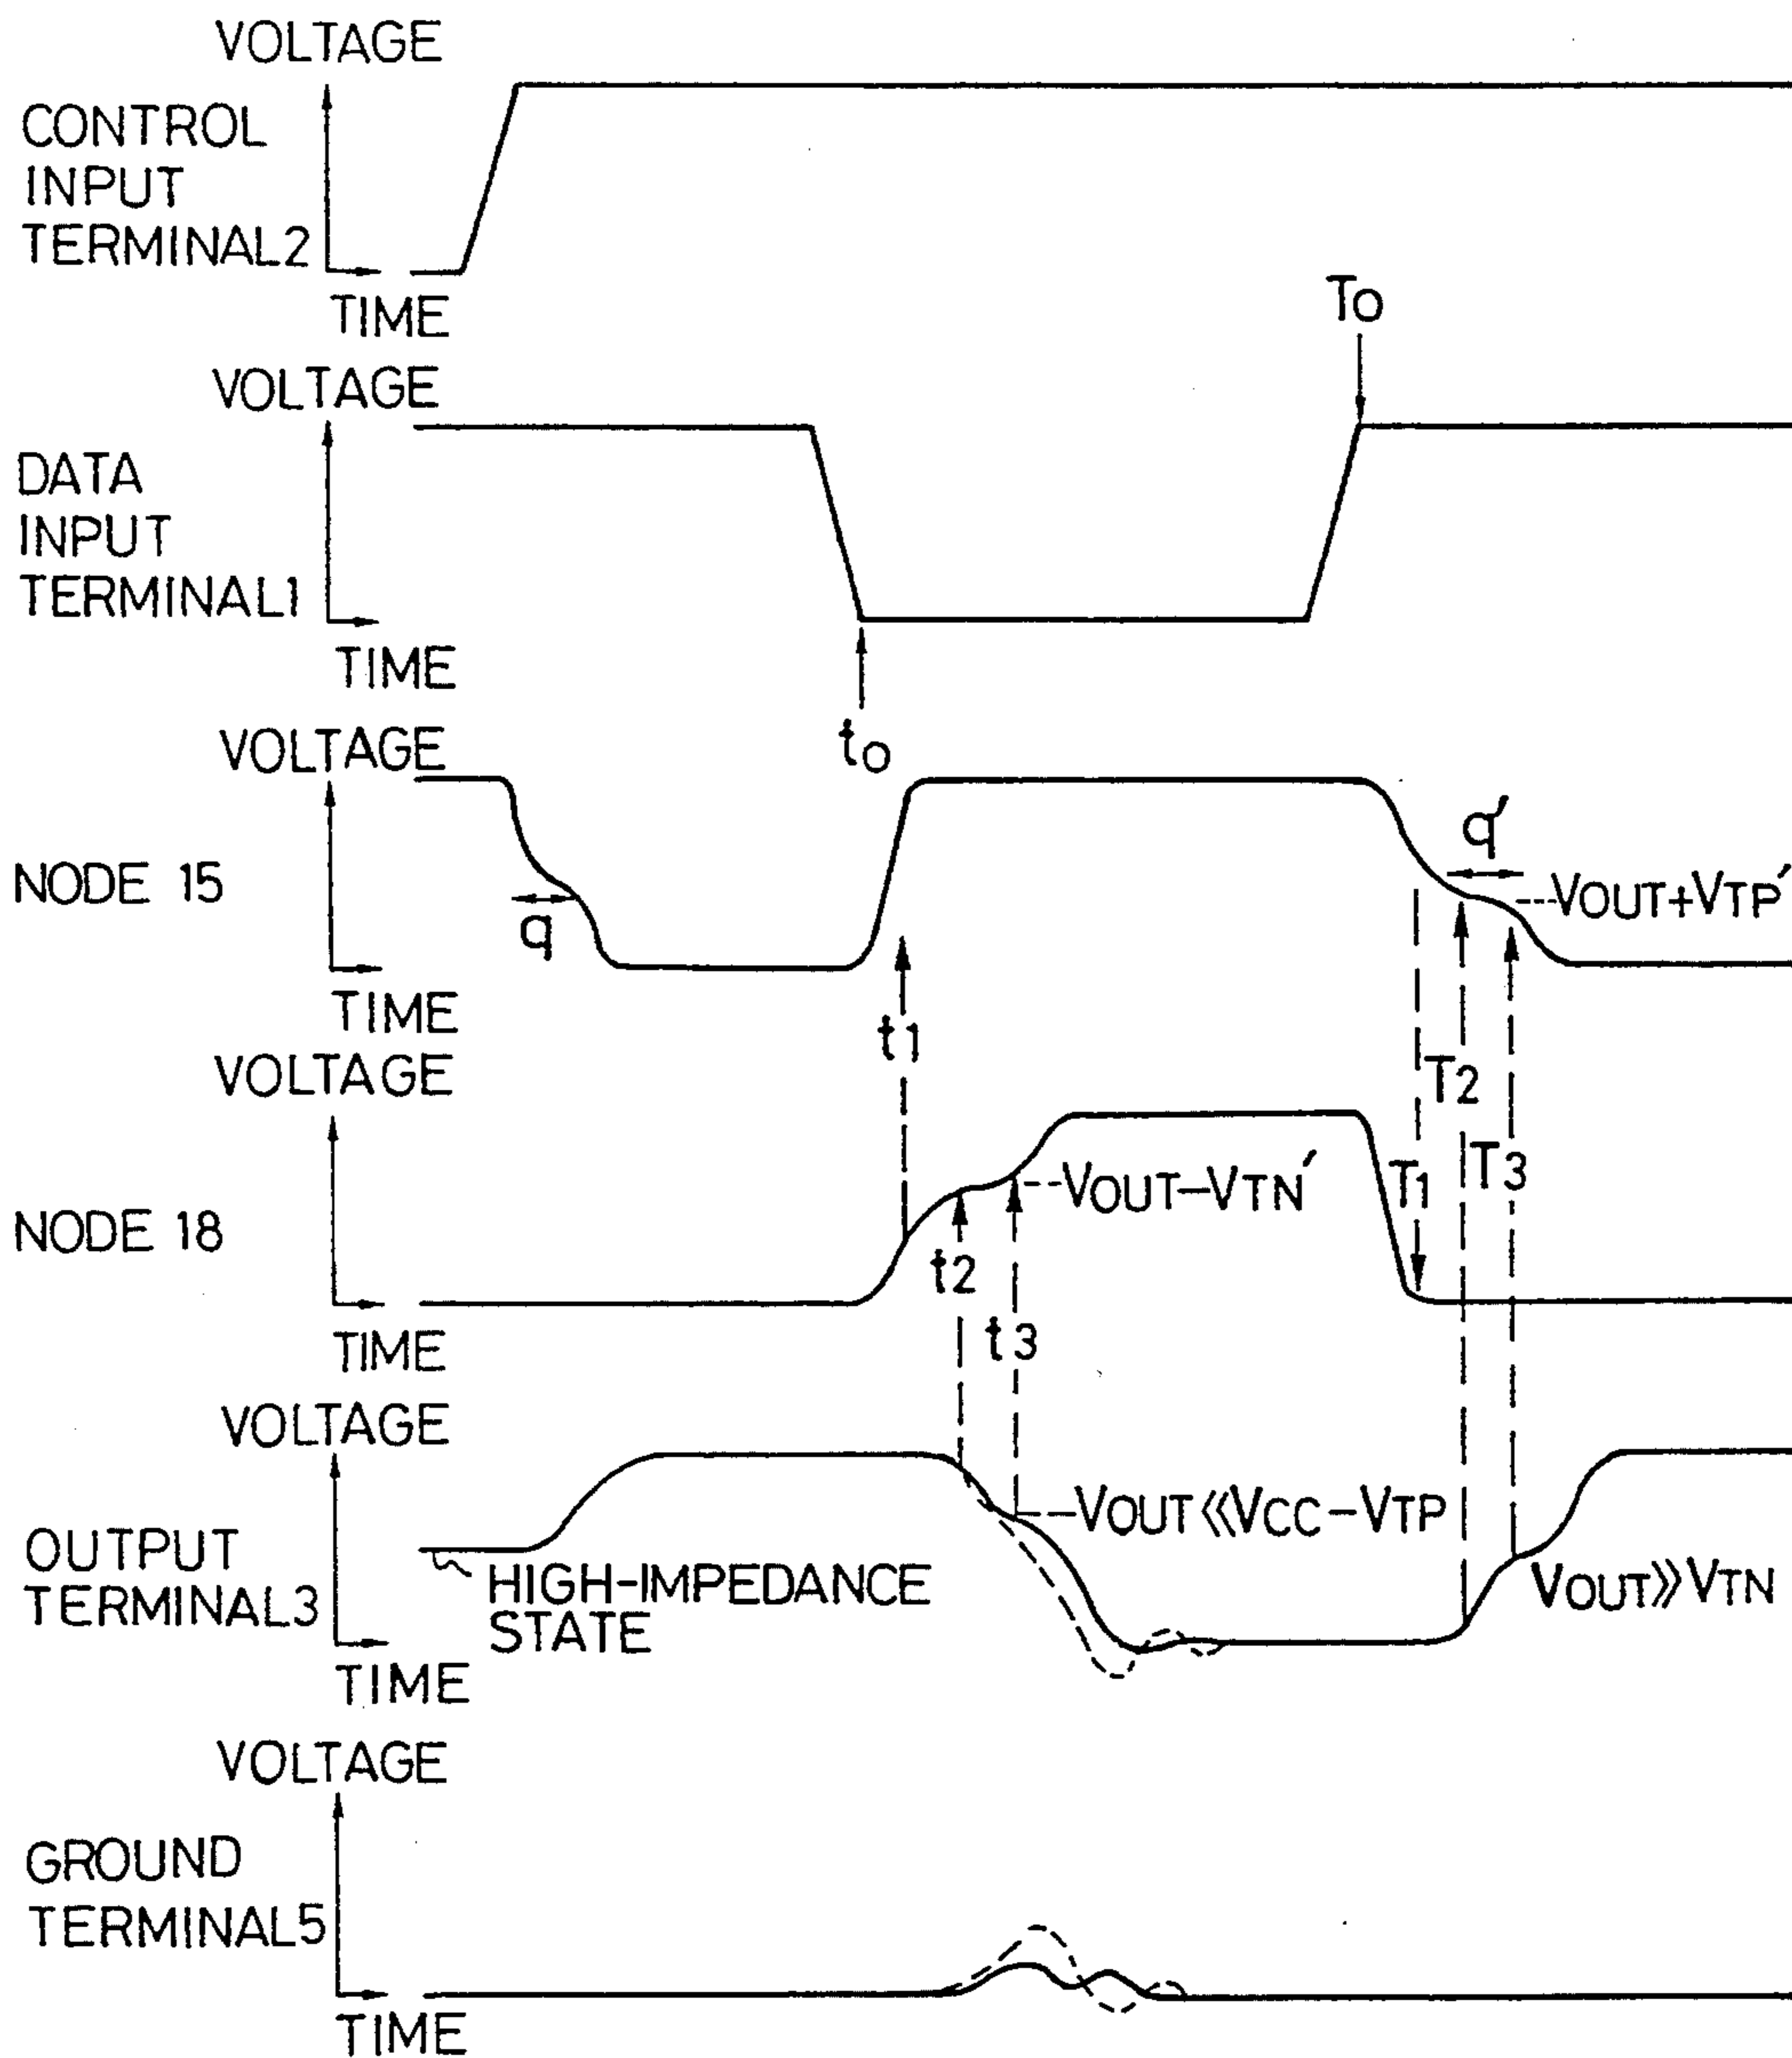 VOLTAGE
CONTROL
INPUT
TERMINAL2
TIME
To
VOLTAGE
DATA
INPUT
TERMINAL1
TIME
to
VOLTAGE
NODE 15
q
q′
VOUT+VTP′
TIME
t1
T2
VOLTAGE
T1
T3
VOUT−VTN′
NODE 18
t2
t3
TIME
VOLTAGE
VOUT≪VCC−VTP
OUTPUT
TERMINAL3
HIGH-IMPEDANCE
STATE
VOUT≫VTN
TIME
VOLTAGE
GROUND
TERMINAL5
TIME